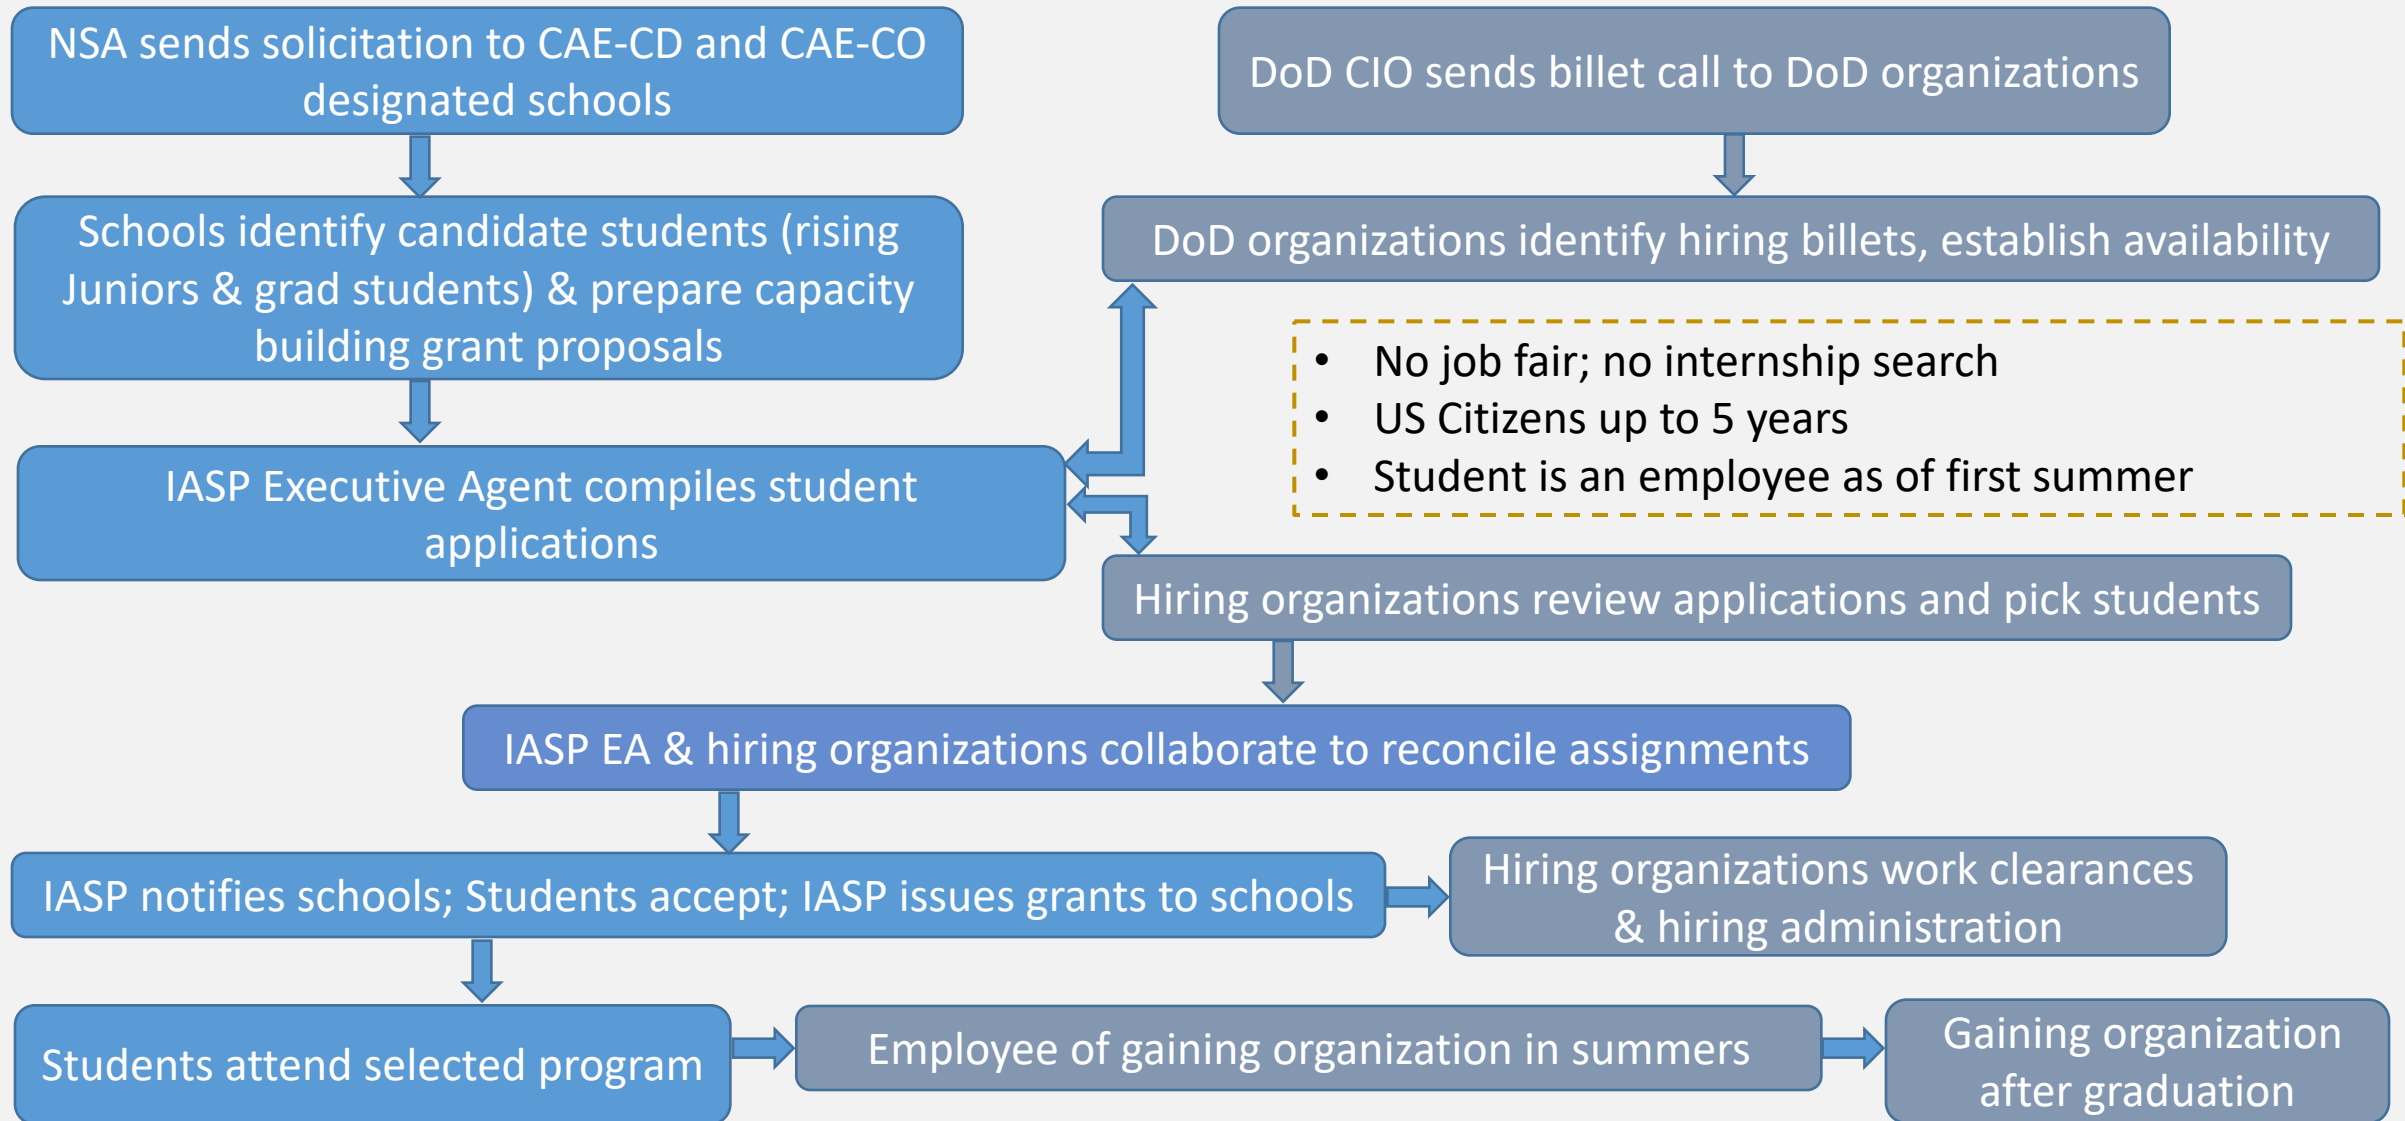 NSA sends solicitation to CAE-CD and CAE-CO
designated schools
DoD CIO sends billet call to DoD organizations
Schools identify candidate students (rising
Juniors & grad students) & prepare capacity
building grant proposals
DoD organizations identify hiring billets, establish availability
• No job fair; no internship search
• US Citizens up to 5 years
• Student is an employee as of first summer
IASP Executive Agent compiles student
applications
Hiring organizations review applications and pick students
IASP EA & hiring organizations collaborate to reconcile assignments
IASP notifies schools; Students accept; IASP issues grants to schools
Hiring organizations work clearances
& hiring administration
Students attend selected program
Employee of gaining organization in summers
Gaining organization
after graduation